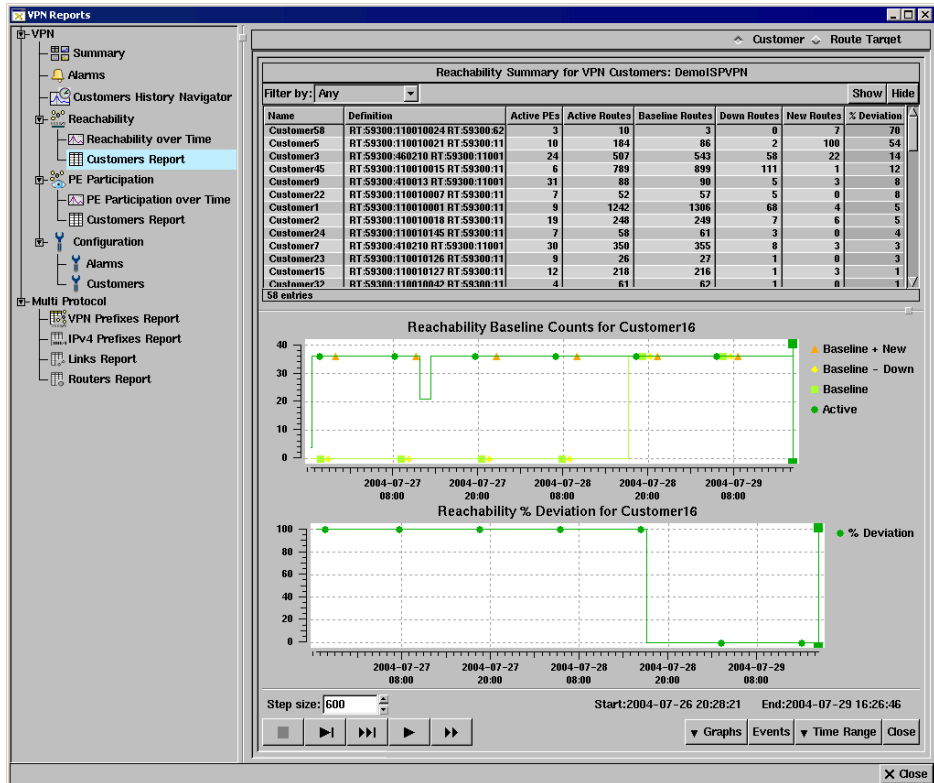 VPN Reports
VPN
Summary
Alarms
Customers History Navigator
Reachability
Reachability over Time
Customers Report
PE Participation
PE Participation over Time
Customers Report
Configuration
Alarms
Customers
Multi Protocol
VPN Prefixes Report
IPv4 Prefixes Report
Links Report
Routers Report
Customer Route Target
Reachability Summary for VPN Customers: DemoISPVPN
Filter by: Any Show Hide
Name Definition Active PEs Active Routes Baseline Routes Down Routes New Routes % Deviation
Customer58 RT:59300:110010024 RT:59300:62 3 10 3 0 7 70
Customer5 RT:59300:110010021 RT:59300:11 10 184 86 2 100 54
Customer3 RT:59300:460210 RT:59300:11001 24 507 543 58 22 14
Customer45 RT:59300:110010015 RT:59300:11 6 789 899 111 1 12
Customer9 RT:59300:410013 RT:59300:11001 31 88 90 5 3 8
Customer22 RT:59300:110010007 RT:59300:11 7 52 57 5 0 8
Customer1 RT:59300:110010001 RT:59300:11 9 1242 1306 68 4 5
Customer2 RT:59300:110010018 RT:59300:11 19 248 249 7 6 5
Customer24 RT:59300:110010145 RT:59300:11 7 58 61 3 0 4
Customer7 RT:59300:410210 RT:59300:11001 30 350 355 8 3 3
Customer23 RT:59300:110010126 RT:59300:11 9 26 27 1 0 3
Customer15 RT:59300:110010127 RT:59300:11 12 218 216 1 3 1
Customer32 RT:59300:110010042 RT:59300:11 4 61 62 1 0 1
58 entries
Reachability Baseline Counts for Customer16
40
30
20
10
0
Baseline + New
Baseline - Down
Baseline
Active
2004-07-27 2004-07-27 2004-07-28 2004-07-28 2004-07-29
08:00 20:00 08:00 20:00 08:00
Reachability % Deviation for Customer16
100
80
60
40
20
0
% Deviation
2004-07-27 2004-07-27 2004-07-28 2004-07-28 2004-07-29
08:00 20:00 08:00 20:00 08:00
Step size: 600 Start:2004-07-26 20:28:21 End:2004-07-29 16:26:46
Graphs Events Time Range Close
Close